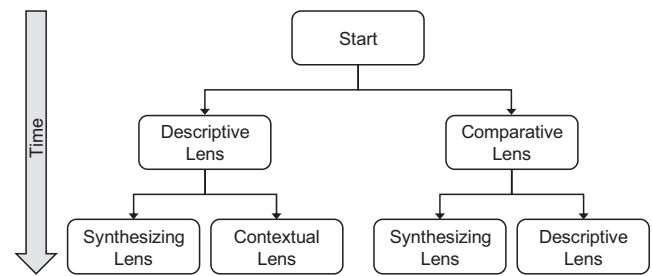 Start
Time
Descriptive
Lens
Comparative
Lens
Synthesizing
Lens
Contextual
Lens
Synthesizing
Lens
Descriptive
Lens